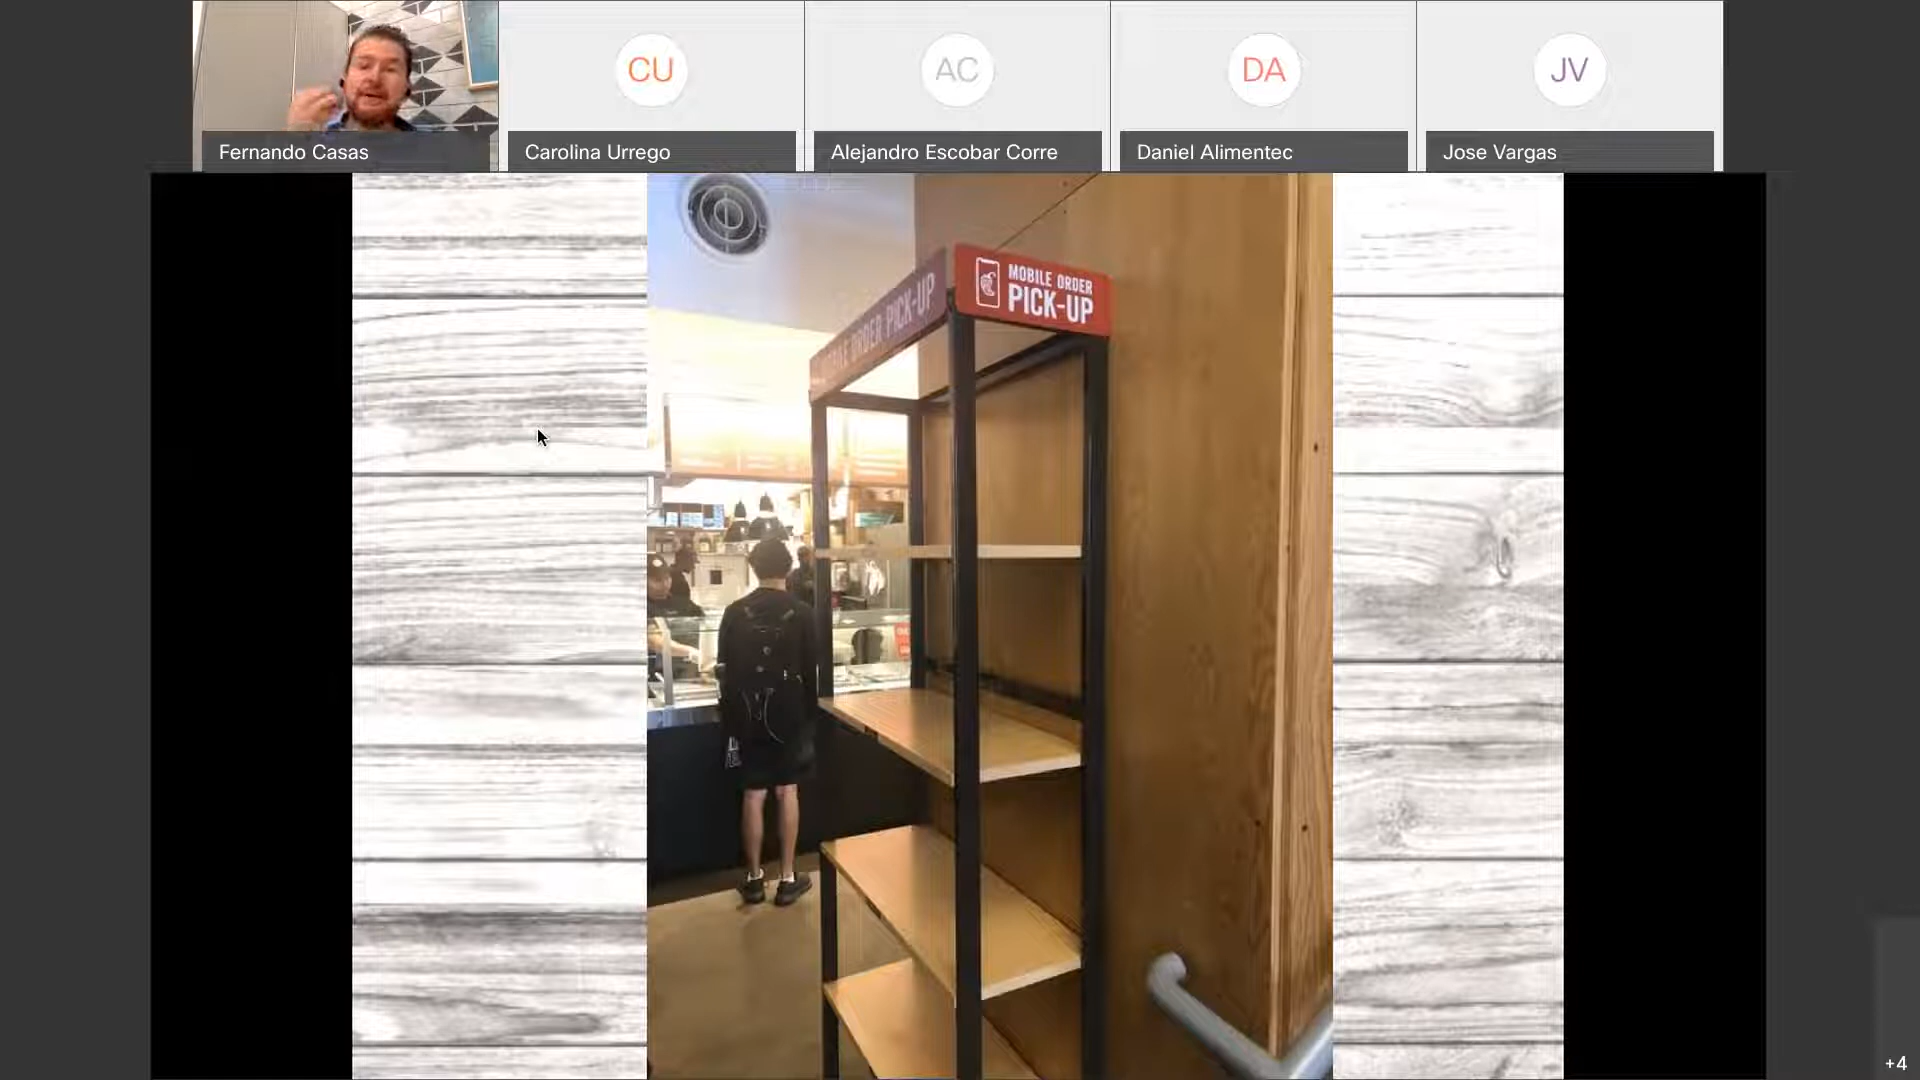 CU
AC
DA
JV
Fernando Casas
Carolina Urrego
Alejandro Escobar Corre
Daniel Alimentec
Jose Vargas
MOBILE ORDER
PICK-UP
ORDER PICK-UP
+4